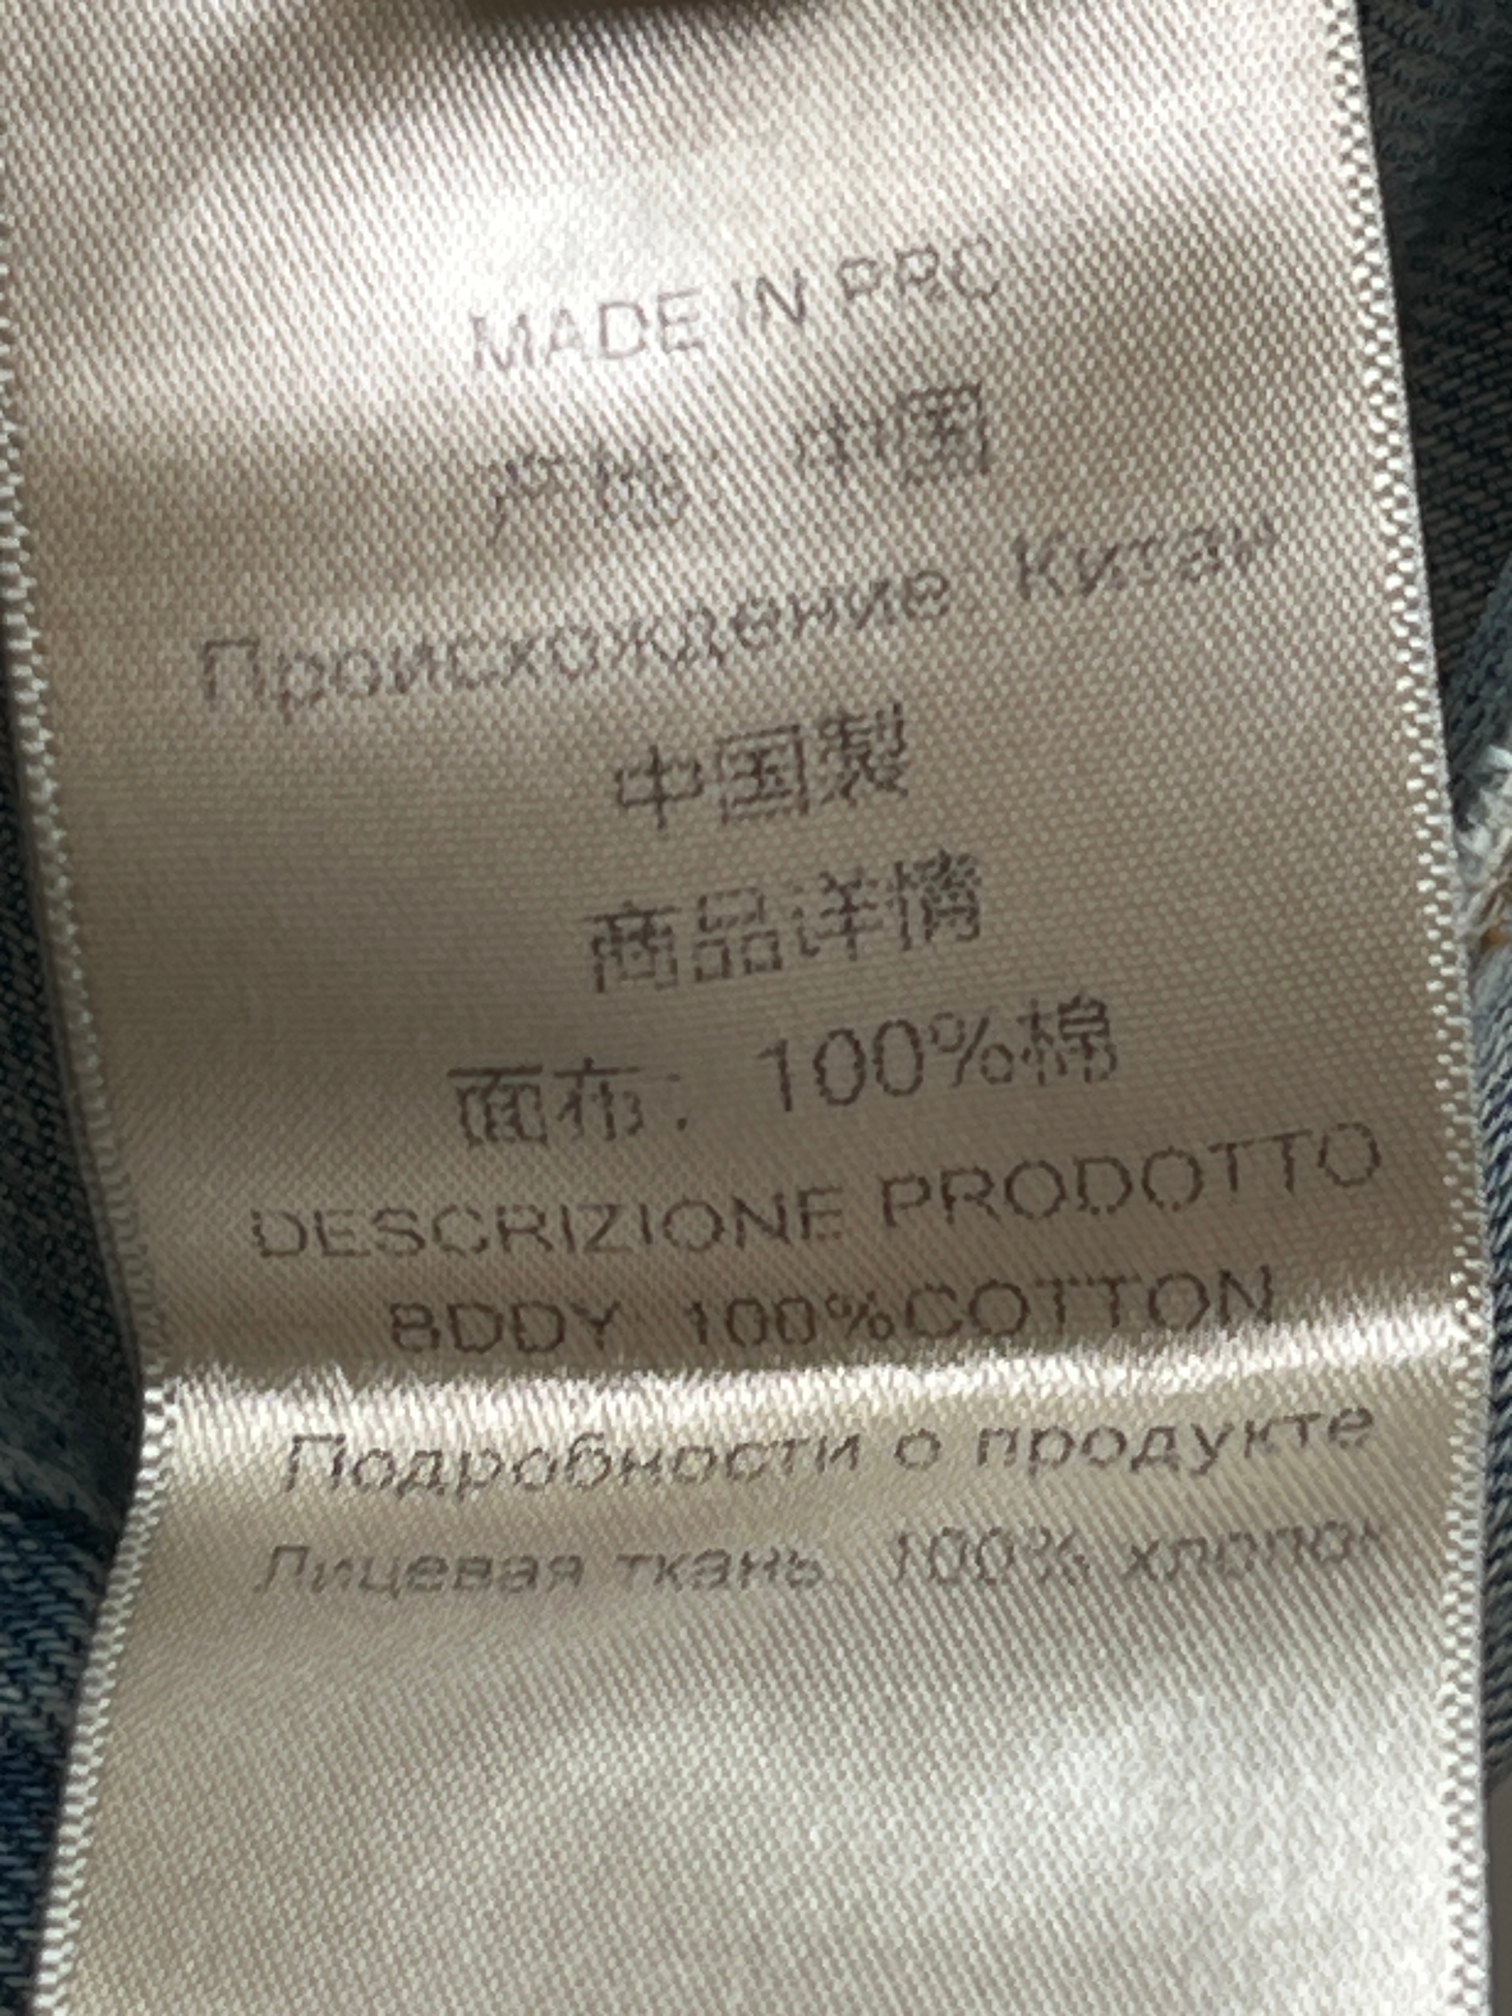 MADE IN PRC
产地：中国
Происхождение: Китай
中国製
商品详情
面布：100%棉
DESCRIZIONE PRODOTTO
BDDY 100%COTTON
Подробности о продукте
Лицевая ткань: 100% хлопок